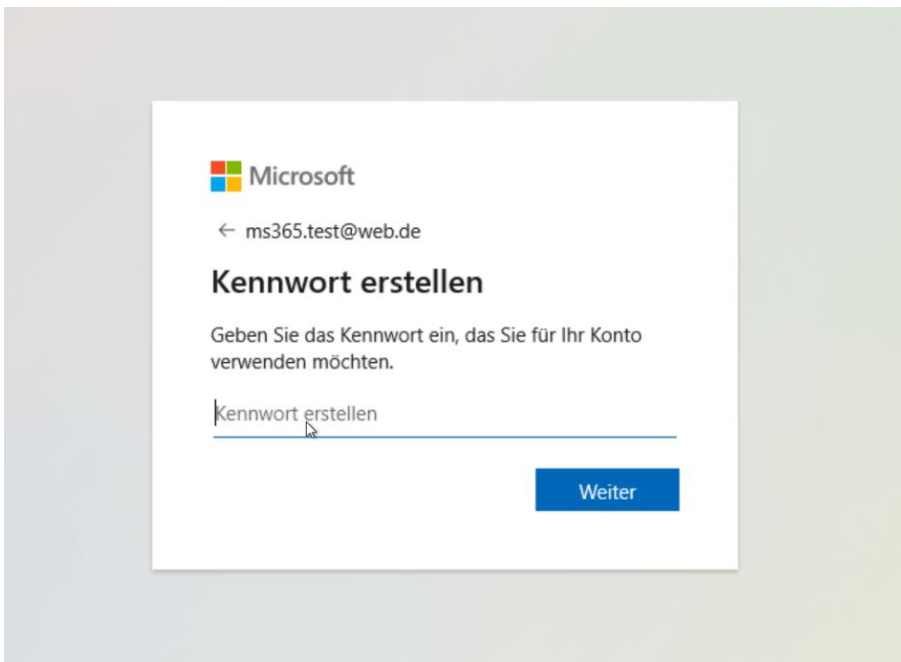 Microsoft
← ms365.test@web.de
Kennwort erstellen
Geben Sie das Kennwort ein, das Sie für Ihr Konto
verwenden möchten.
Kennwort erstellen
Weiter